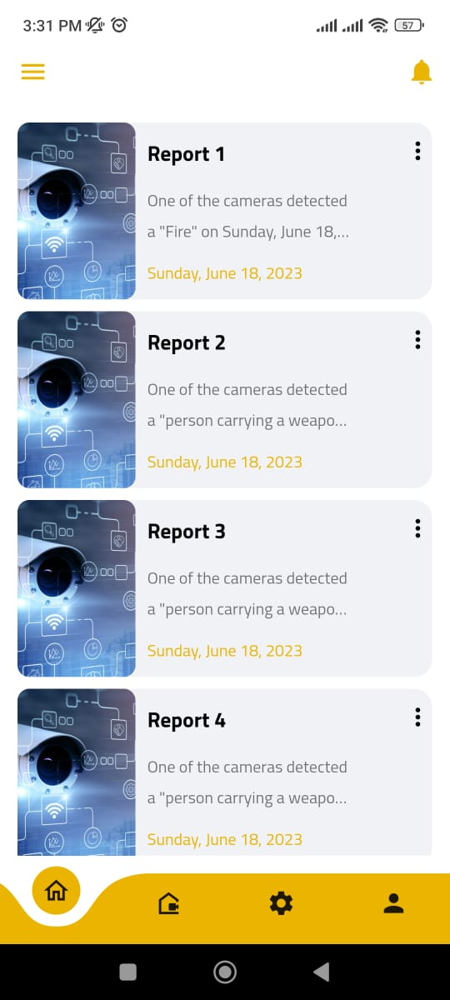 3:31 PM
57
Report 1
One of the cameras detected
a "Fire" on Sunday, June 18,...
Sunday, June 18, 2023
Report 2
One of the cameras detected
a "person carrying a weapo...
Sunday, June 18, 2023
Report 3
One of the cameras detected
a "person carrying a weapo...
Sunday, June 18, 2023
Report 4
One of the cameras detected
a "person carrying a weapo...
Sunday, June 18, 2023